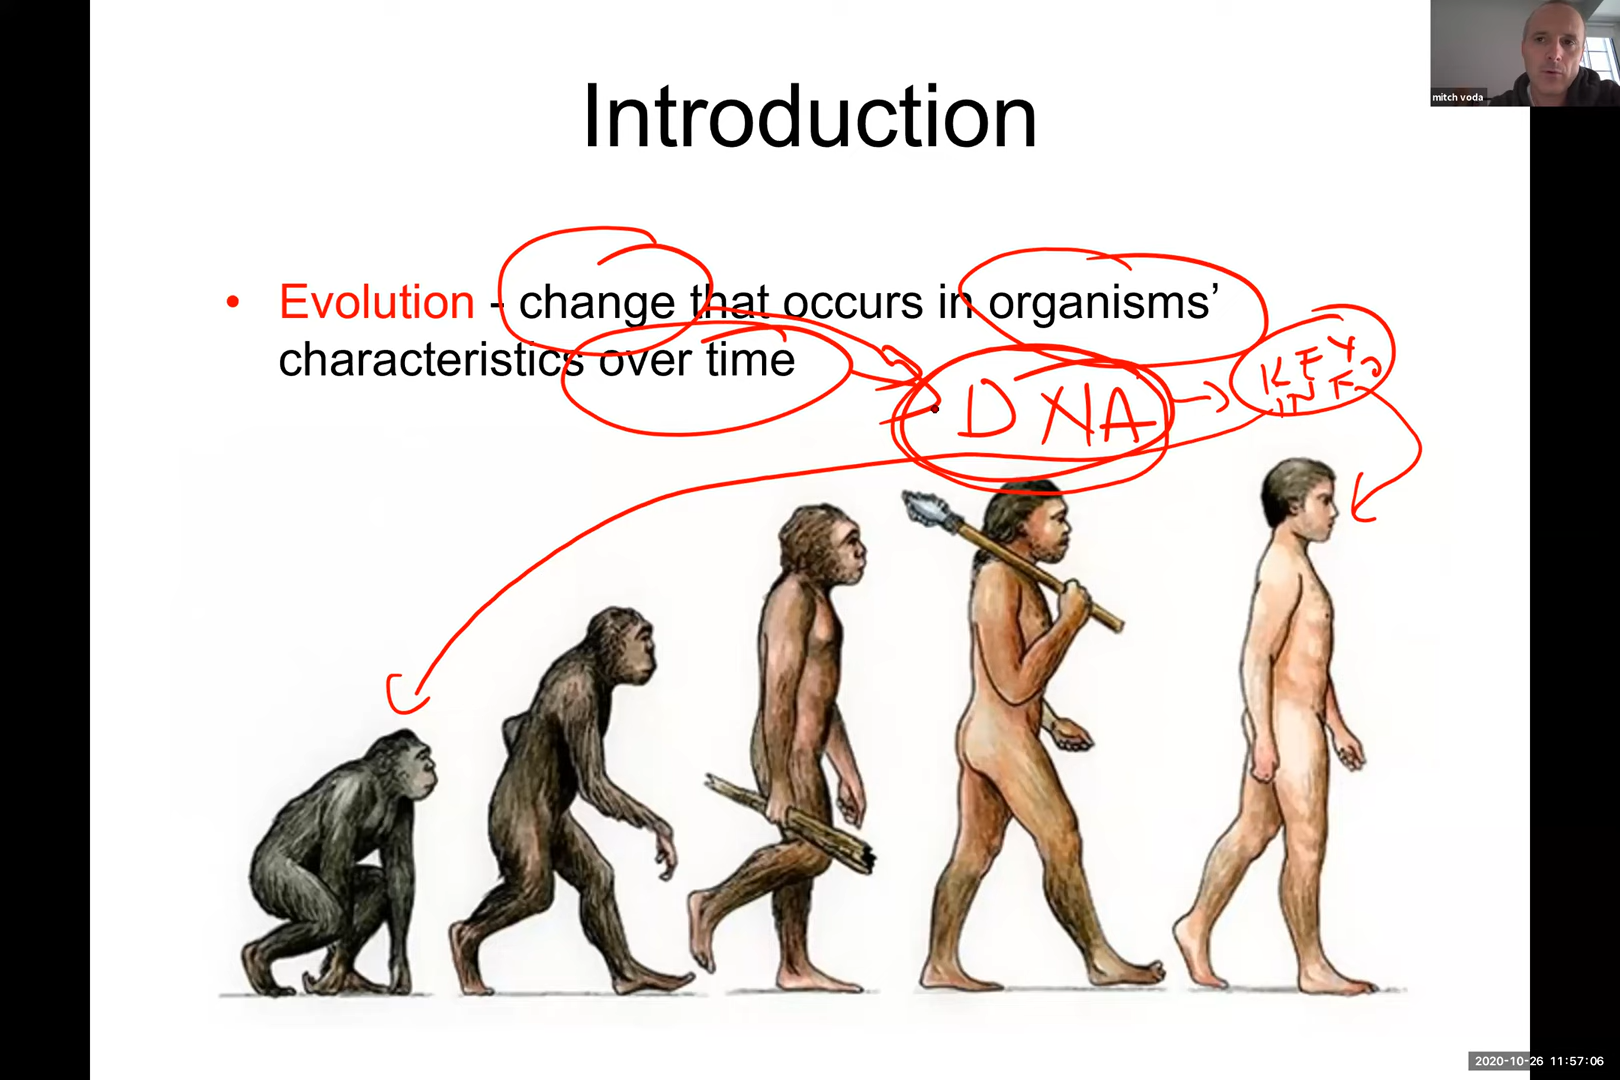 mitch voda
Introduction
• Evolution - change that occurs in organisms’
characteristics over time
DNA
KEY
INFO
2020-10-26 11:57:06